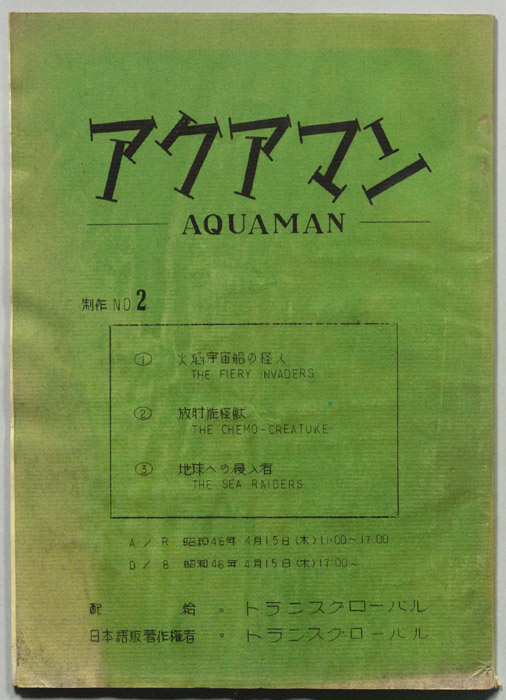 アクアマン
AQUAMAN
制作 NO 2
① 火焔宇宙船の怪人
THE FIERY INVADERS
② 放射能怪獣
THE CHEMO-CREATURE
③ 地球への侵入者
THE SEA RAIDERS
A / R 昭和46年 4月15日(木)11:00~17:00
D / B 昭和46年 4月15日(木)17:00~
配 給 。 トランスグローバル
日本語版著作権者 。 トランスグローバル